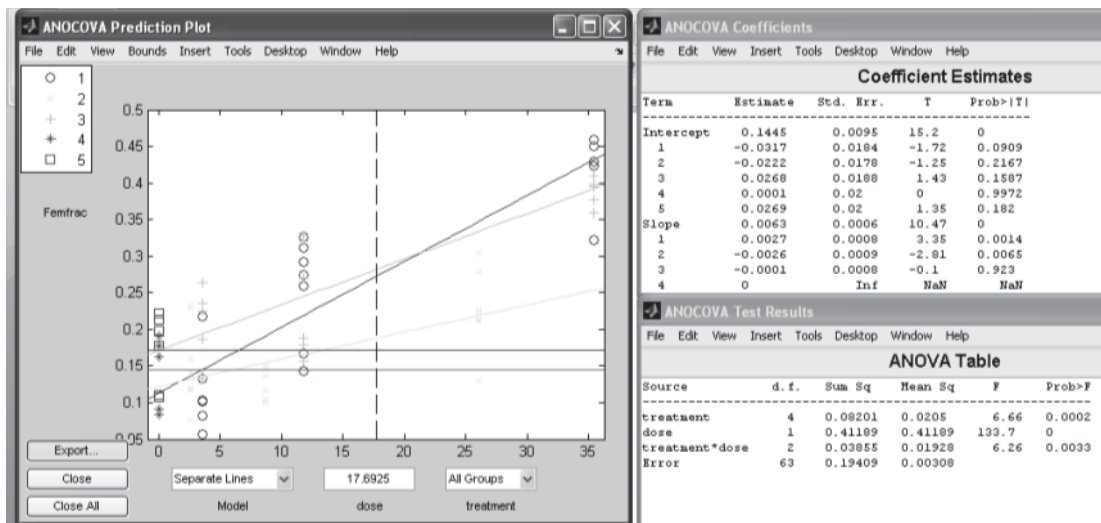 ANOCOVA Prediction Plot
File Edit View Bounds Insert Tools Desktop Window Help
1
2
3
4
5
Femfrac
0.5
0.45
0.4
0.35
0.3
0.25
0.2
0.15
0.1
0.05
0 5 10 15 20 25 30 35
Export...
Close
Close All
Separate Lines
Model
17.6925
dose
All Groups
treatment
ANOCOVA Coefficients
File Edit View Insert Tools Desktop Window Help
Coefficient Estimates
Term Estimate Std. Err. T Prob>|T|
Intercept 0.1445 0.0095 15.2 0
1 -0.0317 0.0184 -1.72 0.0909
2 -0.0222 0.0178 -1.25 0.2167
3 0.0268 0.0188 1.43 0.1587
4 0.0001 0.02 0 0.9972
5 0.0269 0.02 1.35 0.182
Slope 0.0063 0.0006 10.47 0
1 0.0027 0.0008 3.35 0.0014
2 -0.0026 0.0009 -2.81 0.0065
3 -0.0001 0.0008 -0.1 0.923
4 0 Inf NaN NaN
ANOCOVA Test Results
File Edit View Insert Tools Desktop Window Help
ANOVA Table
Source d.f. Sum Sq Mean Sq F Prob>F
treatment 4 0.08201 0.0205 6.66 0.0002
dose 1 0.41189 0.41189 133.7 0
treatment*dose 2 0.03855 0.01928 6.26 0.0033
Error 63 0.19409 0.00308